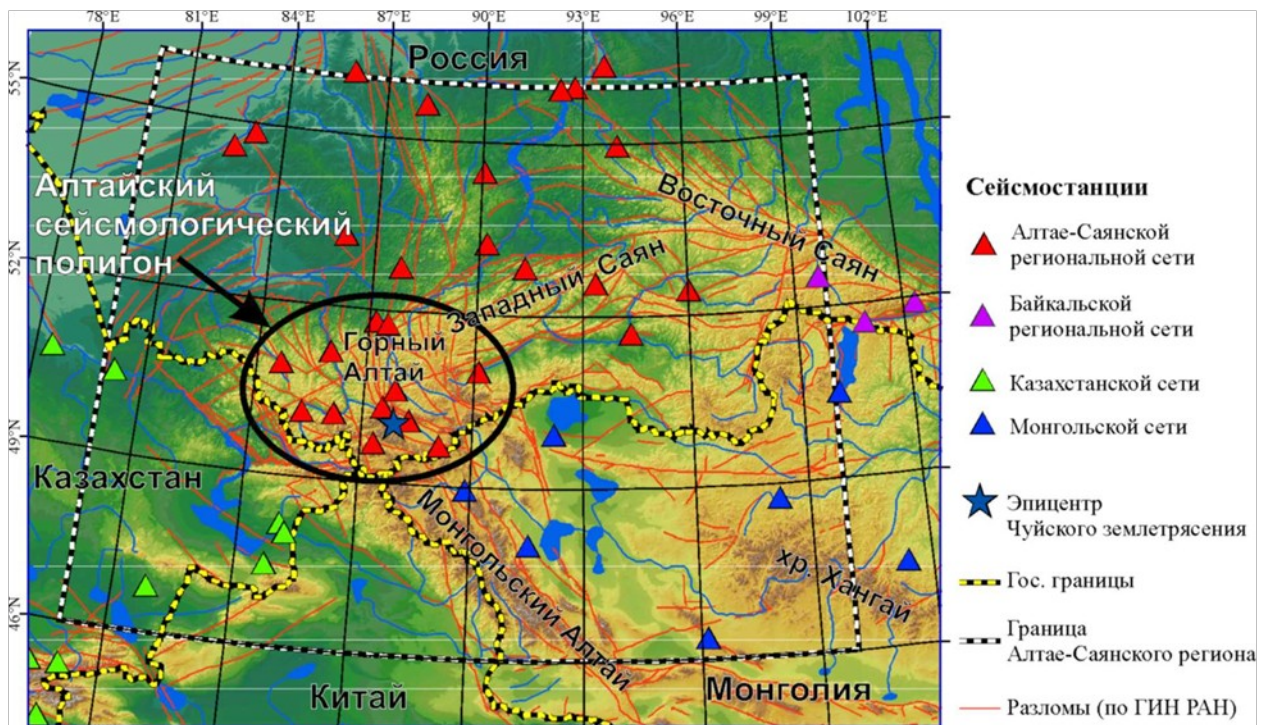 78°E 81°E 84°E 87°E 90°E 93°E 96°E 99°E 102°E
55°N
52°N
49°N
46°N
Россия
Алтайский
сейсмологический
полигон
Восточный Саян
Западный Саян
Горный
Алтай
Казахстан
Монгольский Алтай
хр. Хангай
Китай
Монголия
Сейсмостанции
Алтае-Саянской
региональной сети
Байкальской
региональной сети
Казахстанской сети
Монгольской сети
Эпицентр
Чуйского землетрясения
Гос. границы
Граница
Алтае-Саянского региона
Разломы (по ГИН РАН)